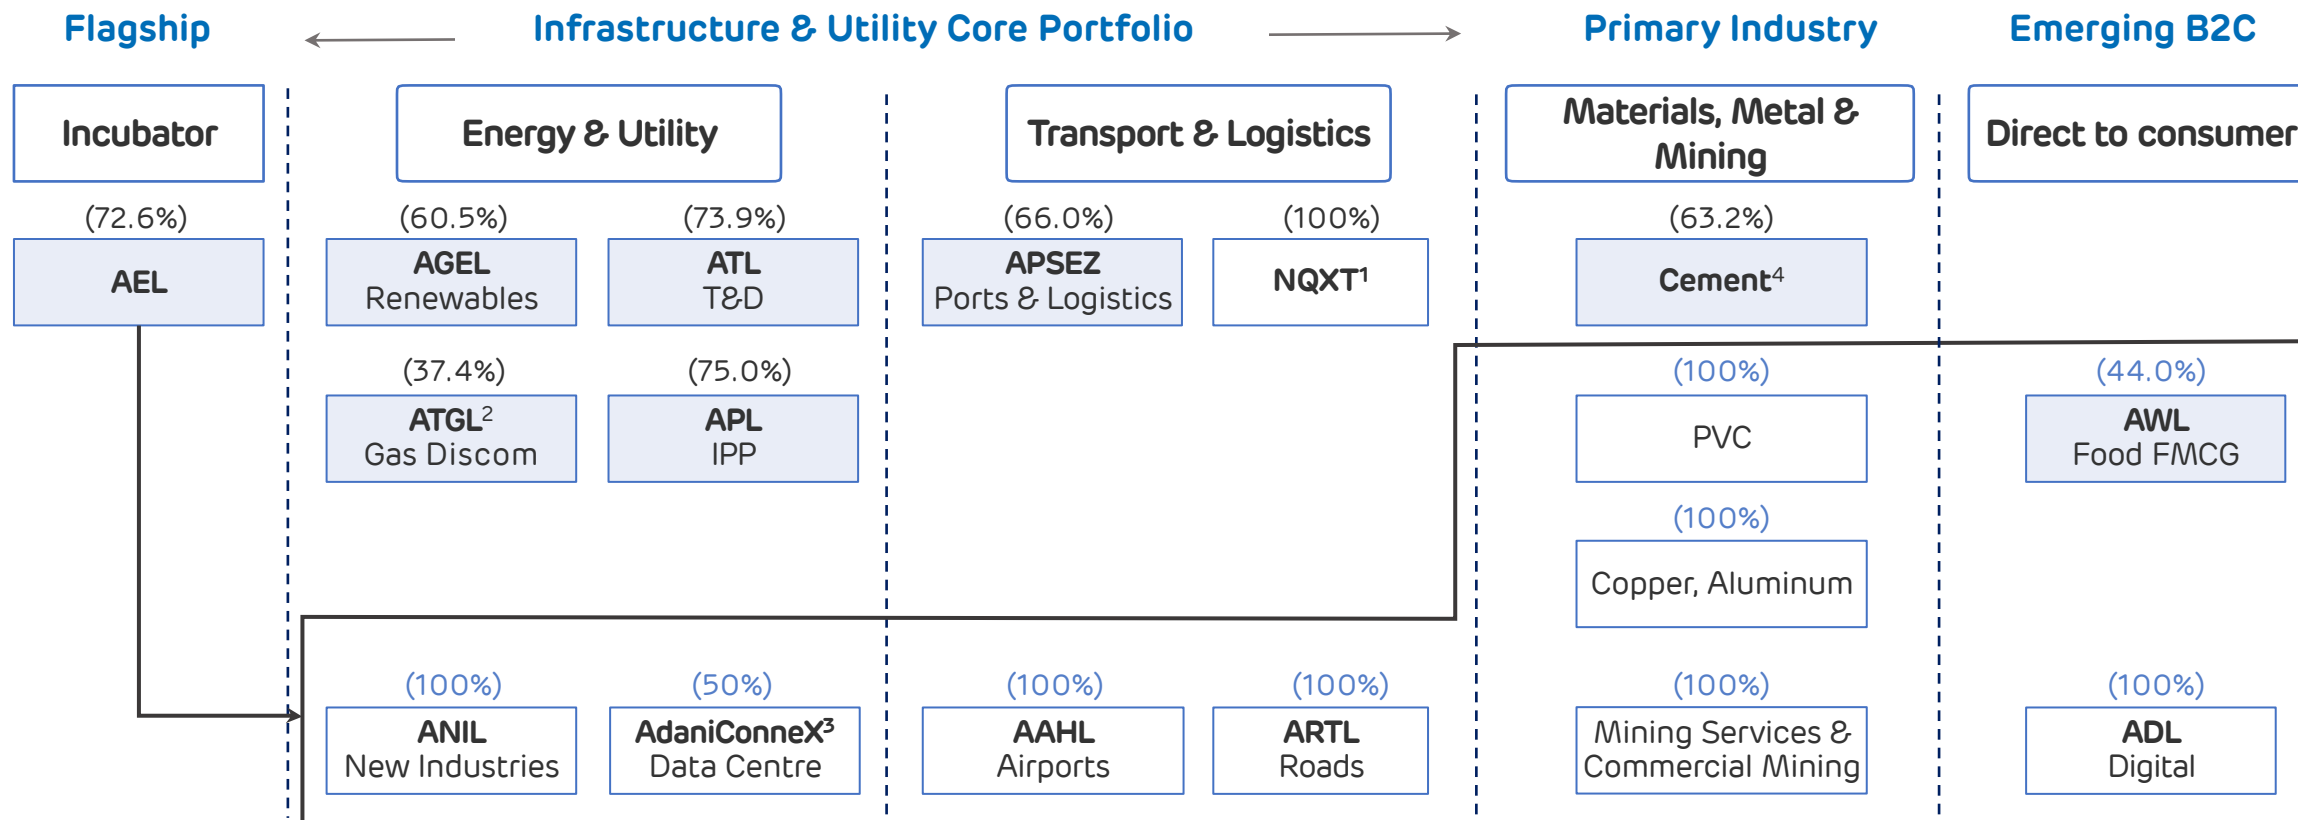 Flagship
Infrastructure & Utility Core Portfolio
Primary Industry
Emerging B2C
Incubator
Energy & Utility
Transport & Logistics
Materials, Metal &
Mining
Direct to consumer
(72.6%)
(60.5%)
(73.9%)
(66.0%)
(100%)
(63.2%)
AEL
AGEL
Renewables
ATL
T&D
APSEZ
Ports & Logistics
NQXT¹
Cement⁴
(37.4%)
(75.0%)
(100%)
(44.0%)
ATGL²
Gas Discom
APL
IPP
PVC
AWL
Food FMCG
(100%)
Copper, Aluminum
(100%)
(50%)
(100%)
(100%)
(100%)
(100%)
ANIL
New Industries
AdaniConneX³
Data Centre
AAHL
Airports
ARTL
Roads
Mining Services &
Commercial Mining
ADL
Digital